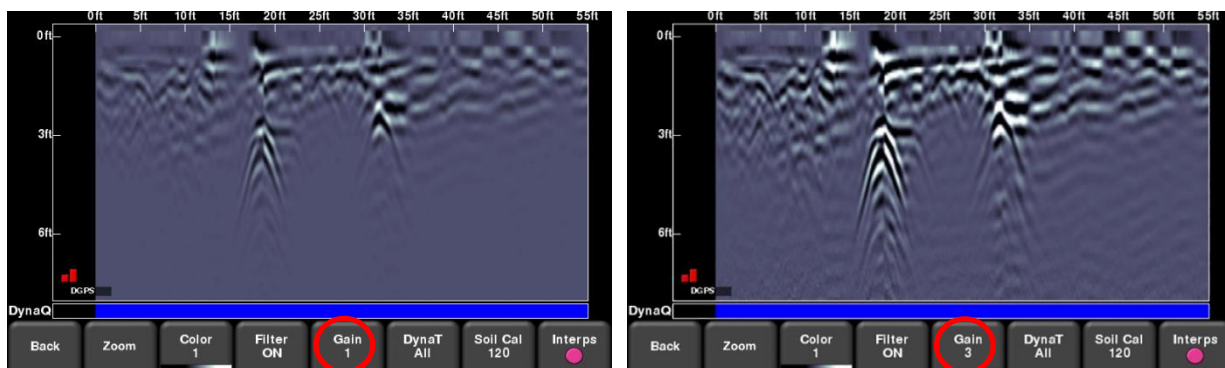 0ft 5ft 10ft 15ft 20ft 25ft 30ft 35ft 40ft 45ft 50ft 55ft
0ft
3ft
6ft
DGPS
DynaQ
Back Zoom Color 1 Filter ON Gain 1 DynaT All Soil Cal 120 Interps
0ft 5ft 10ft 15ft 20ft 25ft 30ft 35ft 40ft 45ft 50ft 55ft
0ft
3ft
6ft
DGPS
DynaQ
Back Zoom Color 1 Filter ON Gain 3 DynaT All Soil Cal 120 Interps